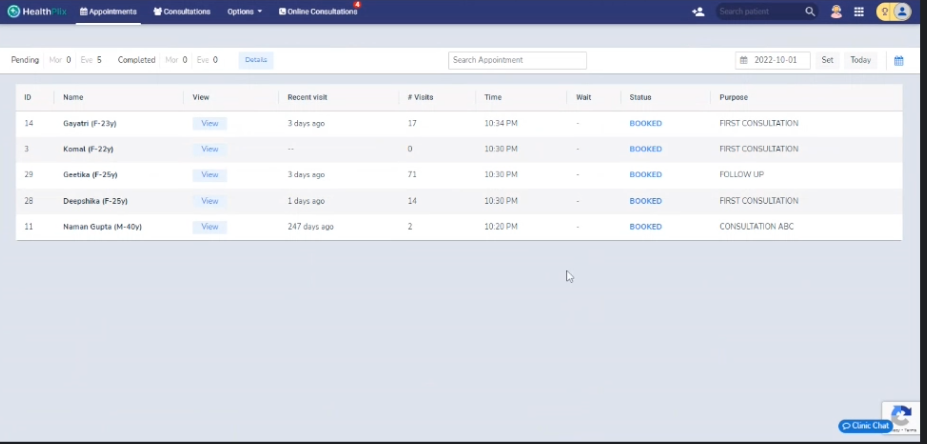 HealthPlix Appointments Consultations Options Online Consultations 4 Search patient
Pending Mor 0 Eve 5 Completed Mor 0 Eve 0 Details Search Appointment 2022-10-01 Set Today
ID Name View Recent visit # Visits Time Wait Status Purpose
14 Gayatri (F-23y) View 3 days ago 17 10:34 PM - BOOKED FIRST CONSULTATION
3 Komal (F-22y) View -- 0 10:30 PM - BOOKED FIRST CONSULTATION
29 Geetika (F-25y) View 3 days ago 71 10:30 PM - BOOKED FOLLOW UP
28 Deepshika (F-25y) View 1 days ago 14 10:30 PM - BOOKED FIRST CONSULTATION
11 Naman Gupta (M-40y) View 247 days ago 2 10:20 PM - BOOKED CONSULTATION ABC
Clinic Chat
Terms